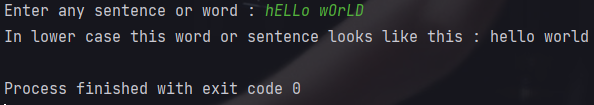 Enter any sentence or word : hELLo wOrLD
In lower case this word or sentence looks like this : hello world
Process finished with exit code 0